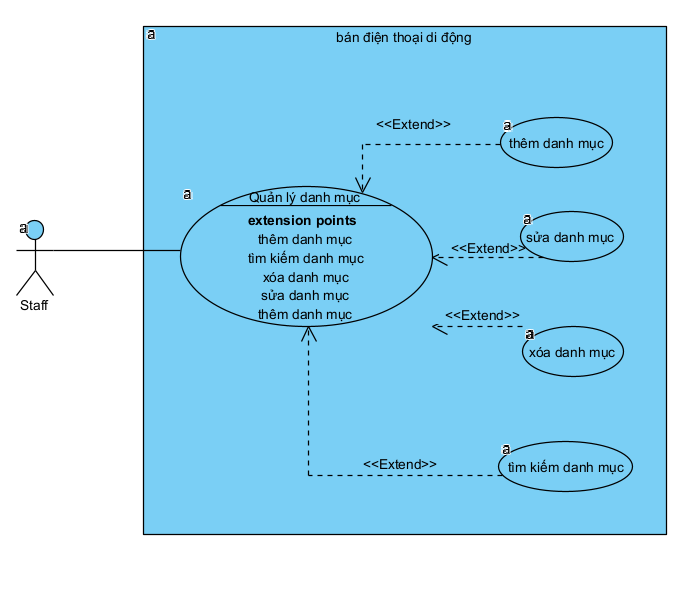 a
bán điện thoại di động
<<Extend>>
a
thêm danh mục
a
Quản lý danh mục
extension points
thêm danh mục
tìm kiếm danh mục
xóa danh mục
sửa danh mục
thêm danh mục
a
Staff
<<Extend>>
a
sửa danh mục
<<Extend>>
a
xóa danh mục
<<Extend>>
a
tìm kiếm danh mục